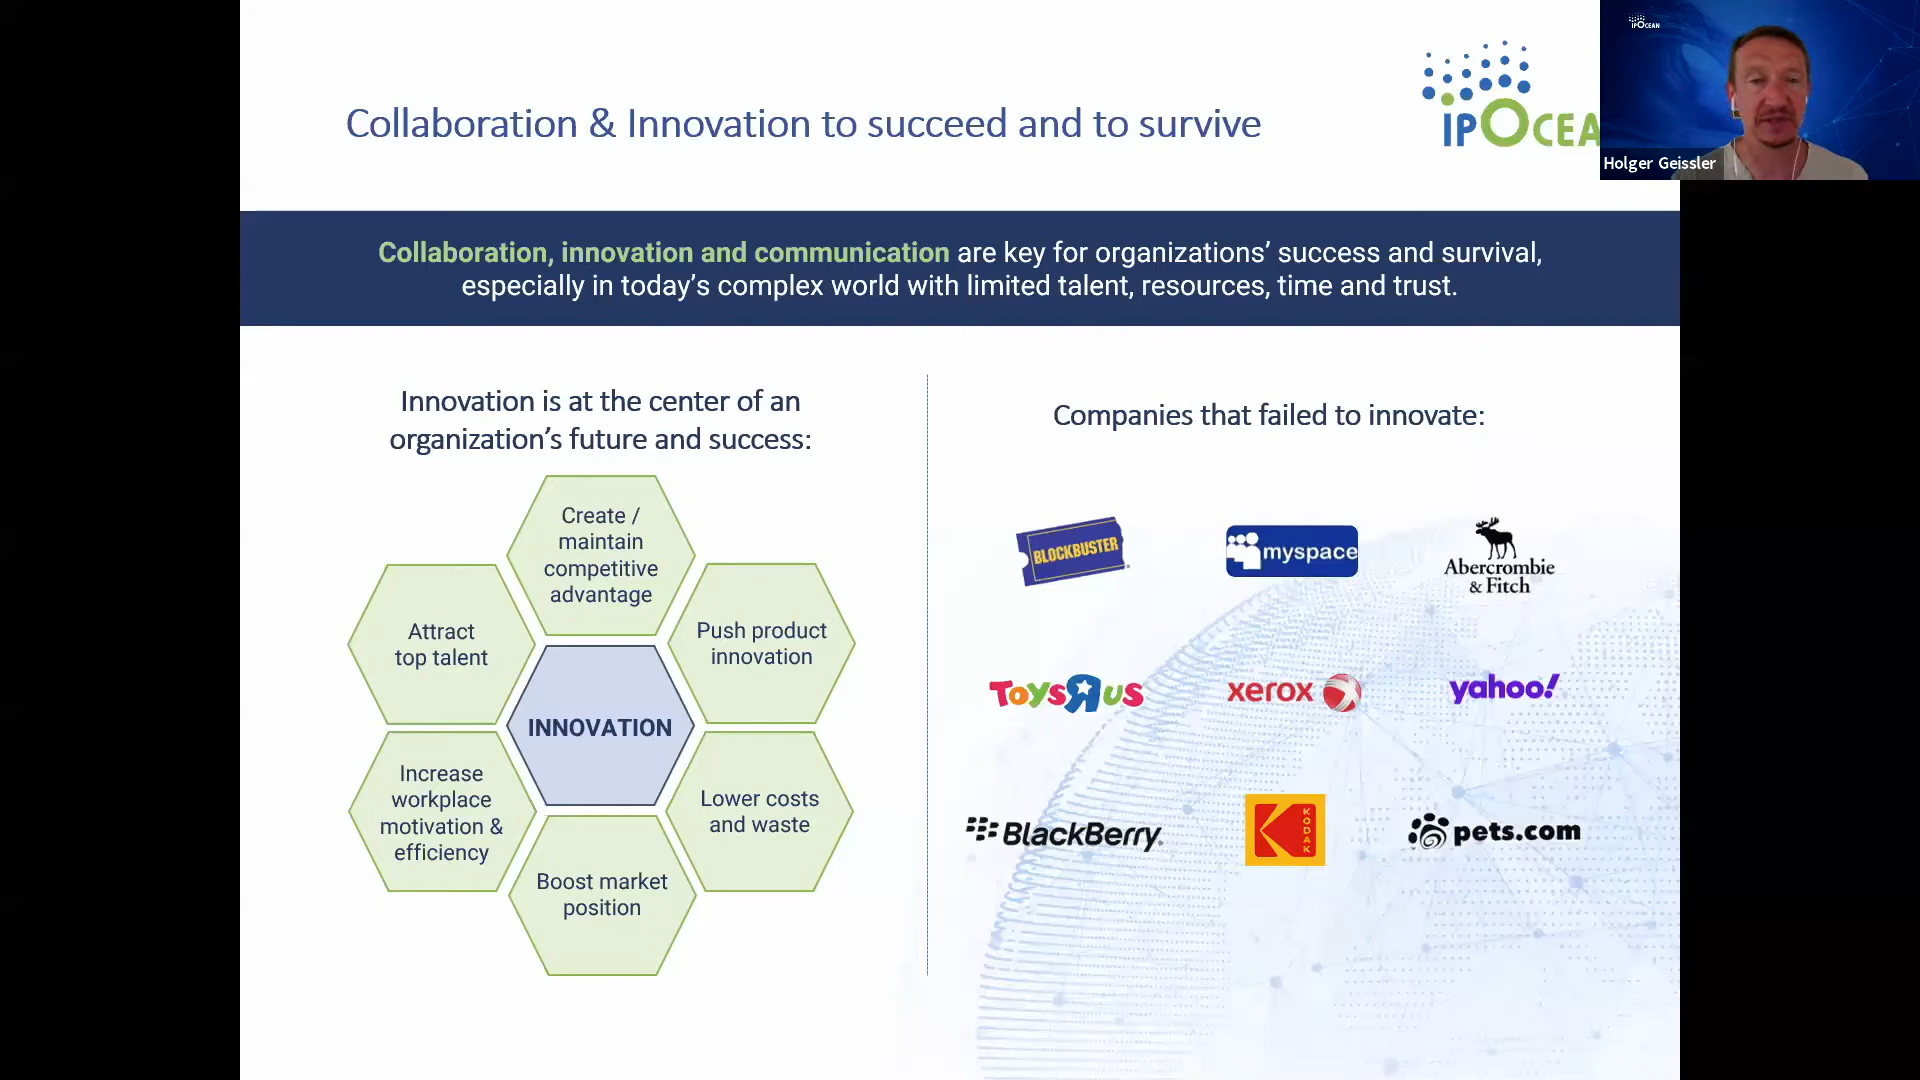 Collaboration & Innovation to succeed and to survive
IPOCEA
IPOCEAN
Holger Geissler
Collaboration, innovation and communication are key for organizations’ success and survival,
especially in today’s complex world with limited talent, resources, time and trust.
Innovation is at the center of an
organization’s future and success:
Create /
maintain
competitive
advantage
Attract
top talent
Push product
innovation
INNOVATION
Increase
workplace
motivation &
efficiency
Lower costs
and waste
Boost market
position
Companies that failed to innovate:
BLOCKBUSTER
myspace
Abercrombie
& Fitch
ToysRus
xerox
yahoo!
BlackBerry
KODAK
pets.com